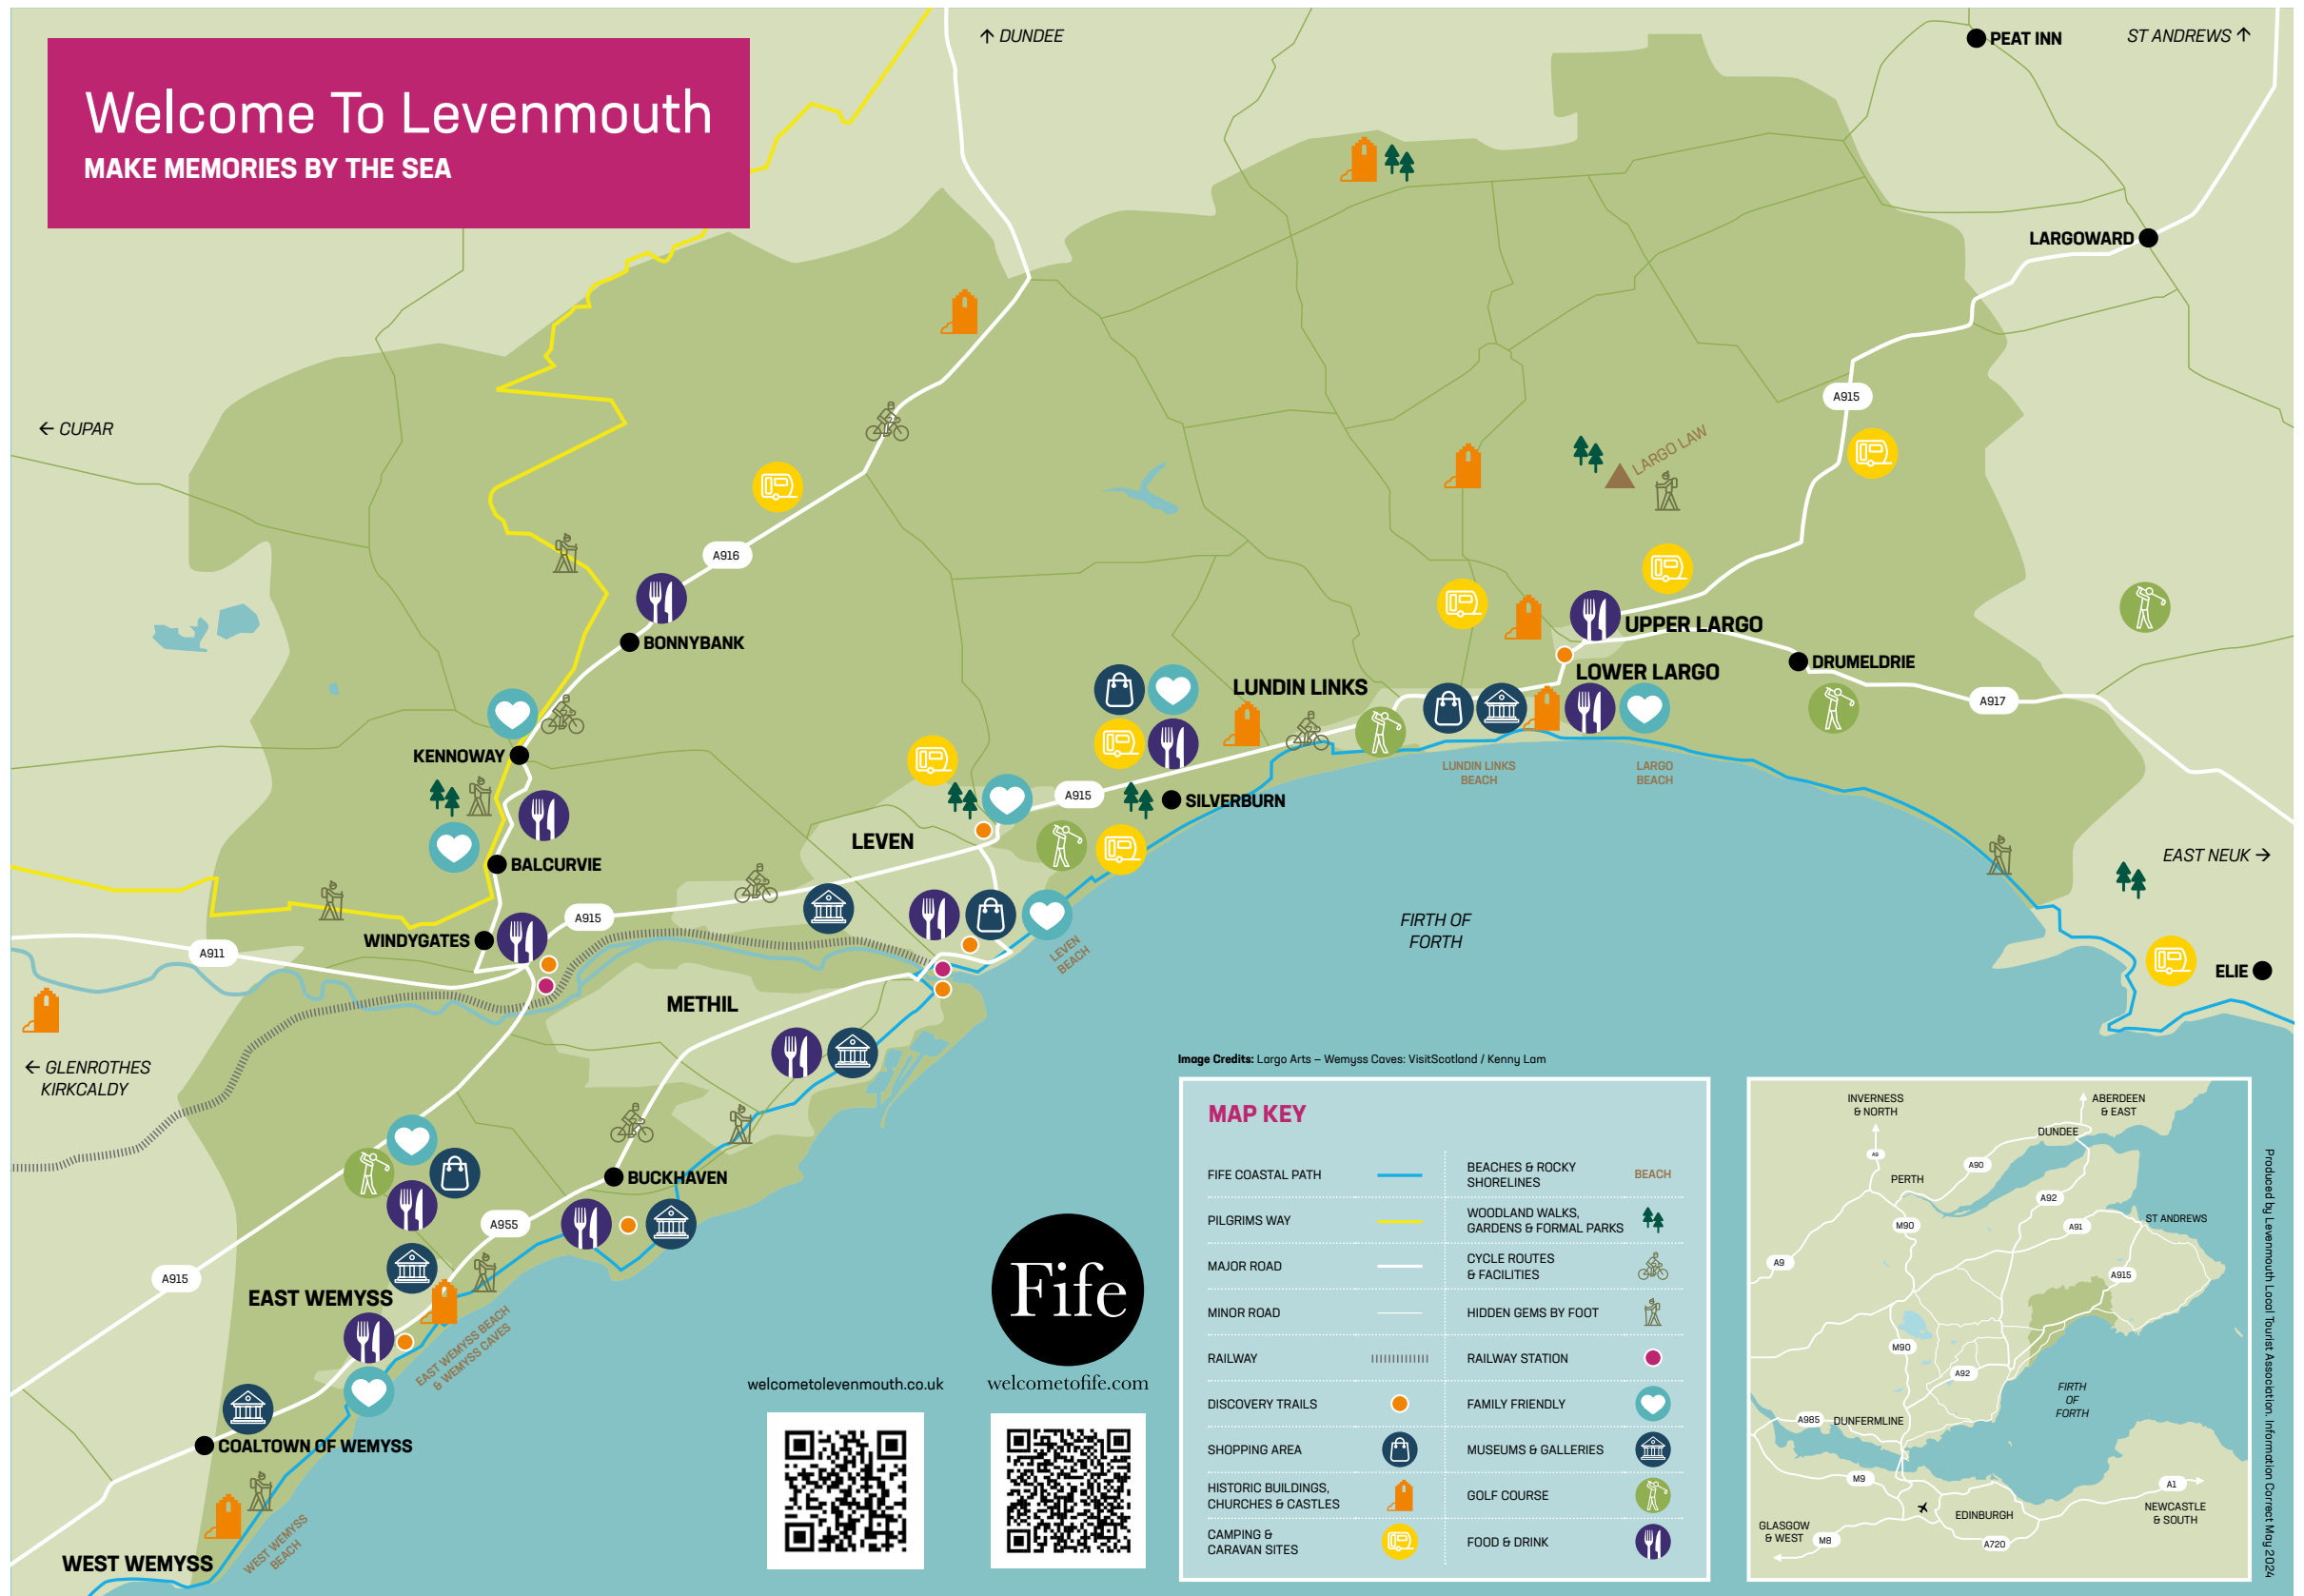 Welcome To Levenmouth
MAKE MEMORIES BY THE SEA
↑ DUNDEE
PEAT INN
ST ANDREWS ↑
LARGOWARD
← CUPAR
A915
LARGO LAW
A916
BONNYBANK
UPPER LARGO
DRUMELDRIE
LOWER LARGO
LUNDIN LINKS
A917
KENNOWAY
LUNDIN LINKS
BEACH
LARGO
BEACH
A915
SILVERBURN
LEVEN
BALCURVIE
EAST NEUK →
A915
WINDYGATES
A911
FIRTH OF
FORTH
LEVEN
BEACH
ELIE
METHIL
← GLENROTHES
KIRKCALDY
BUCKHAVEN
A955
A915
EAST WEMYSS
EAST WEMYSS BEACH
& WEMYSS CAVES
COALTOWN OF WEMYSS
WEST WEMYSS
WEST WEMYSS
BEACH
Fife
welcometolevenmouth.co.uk
welcometofife.com
Image Credits: Largo Arts – Wemyss Caves: VisitScotland / Kenny Lam
MAP KEY
FIFE COASTAL PATH
PILGRIMS WAY
MAJOR ROAD
MINOR ROAD
RAILWAY
DISCOVERY TRAILS
SHOPPING AREA
HISTORIC BUILDINGS,
CHURCHES & CASTLES
CAMPING &
CARAVAN SITES
BEACHES & ROCKY
SHORELINES
BEACH
WOODLAND WALKS,
GARDENS & FORMAL PARKS
CYCLE ROUTES
& FACILITIES
HIDDEN GEMS BY FOOT
RAILWAY STATION
FAMILY FRIENDLY
MUSEUMS & GALLERIES
GOLF COURSE
FOOD & DRINK
INVERNESS
& NORTH
ABERDEEN
& EAST
DUNDEE
A9
A90
PERTH
A92
M90
A91
ST ANDREWS
A9
A915
M90
A92
FIRTH
OF
FORTH
A985
DUNFERMLINE
M9
A1
EDINBURGH
NEWCASTLE
& SOUTH
GLASGOW
& WEST
M8
A720
Produced by Levenmouth Local Tourist Association. Information Correct May 2024